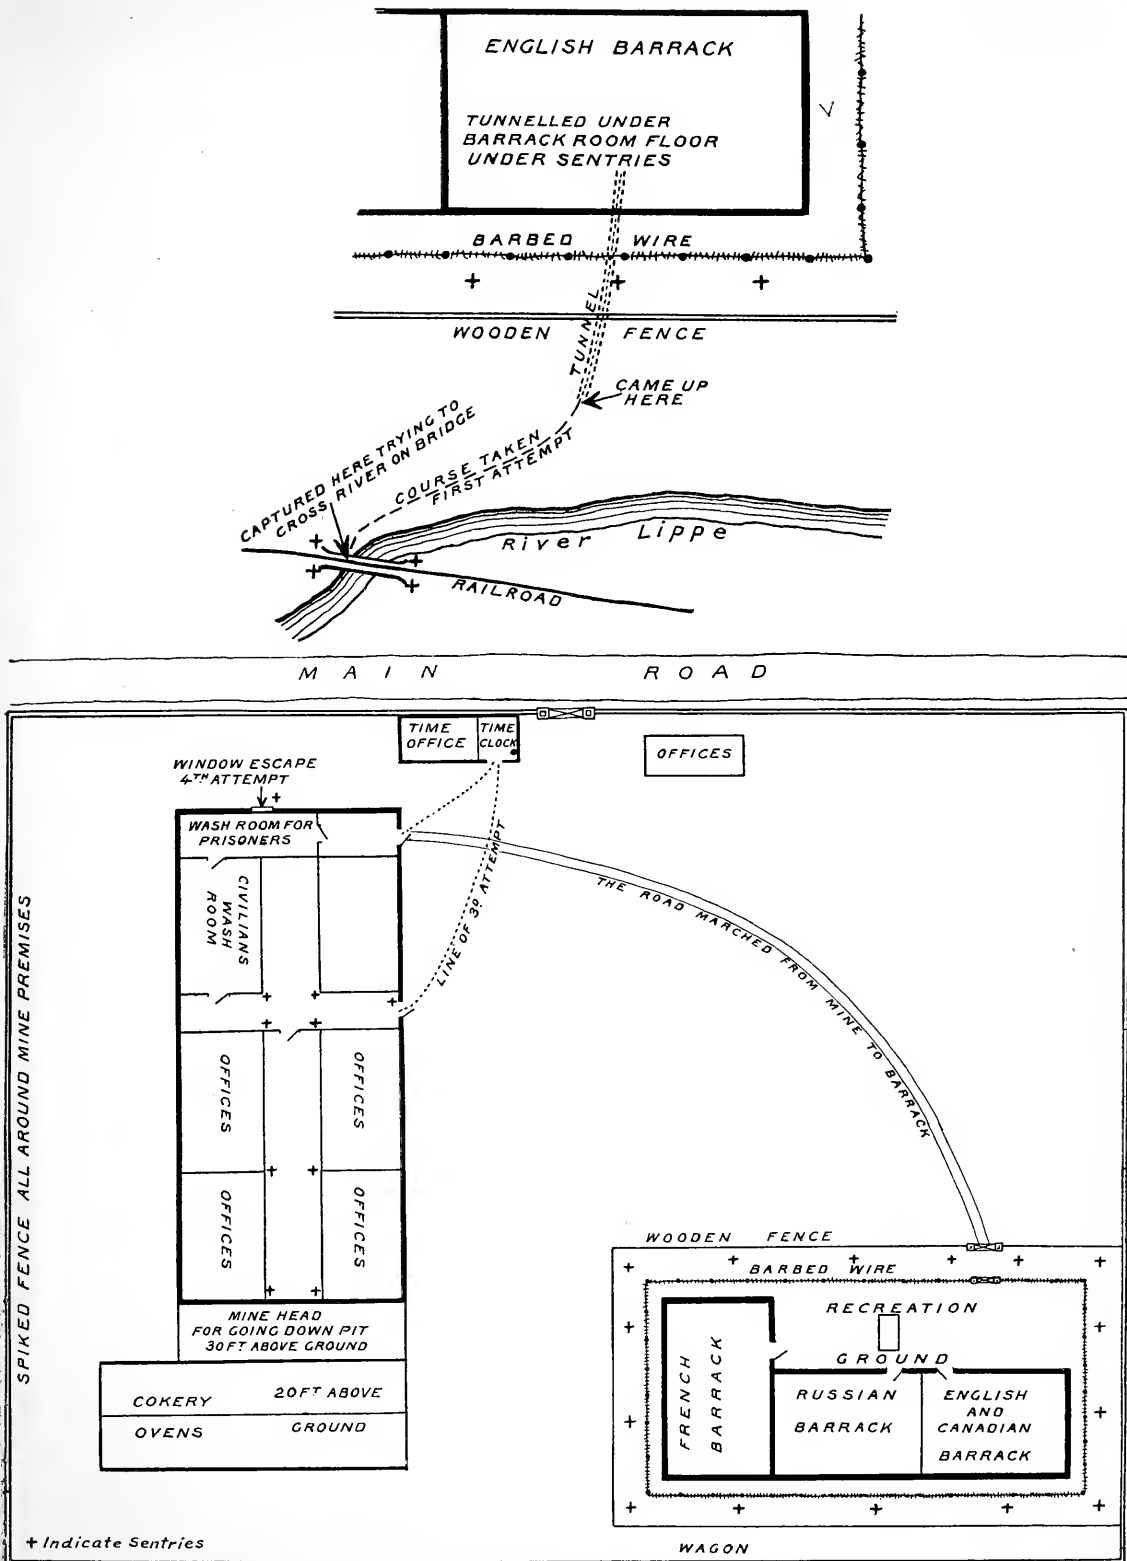 ENGLISH BARRACK
TUNNELLED UNDER
BARRACK ROOM FLOOR
UNDER SENTRIES
BARBED WIRE
WOODEN FENCE
TUNNEL
CAME UP
HERE
CAPTURED HERE TRYING TO
CROSS RIVER ON BRIDGE
COURSE TAKEN
FIRST ATTEMPT
River Lippe
RAILROAD
MAIN ROAD
TIME
OFFICE
TIME
CLOCK
OFFICES
WINDOW ESCAPE
4TH ATTEMPT
WASH ROOM FOR
PRISONERS
CIVILIANS
WASH
ROOM
LINE OF 3D ATTEMPT
THE ROAD MARCHED FROM MINE TO BARRACK
SPIKED FENCE ALL AROUND MINE PREMISES
OFFICES
OFFICES
OFFICES
OFFICES
MINE HEAD
FOR GOING DOWN PIT
30FT ABOVE GROUND
COKERY 20FT ABOVE
OVENS GROUND
WOODEN FENCE
BARBED WIRE
RECREATION
GROUND
FRENCH
BARRACK
RUSSIAN
BARRACK
ENGLISH
AND
CANADIAN
BARRACK
+ Indicate Sentries
WAGON